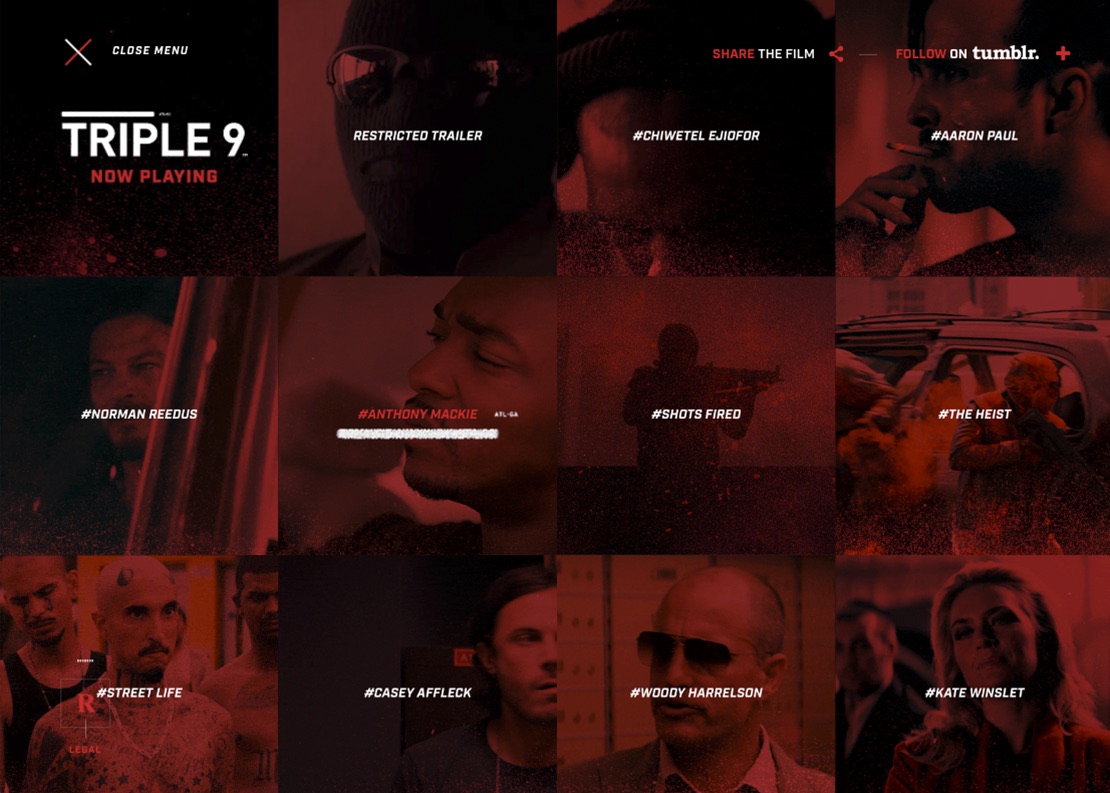 CLOSE MENU
SHARE THE FILM
FOLLOW ON tumblr.
TRIPLE 9
NOW PLAYING
RESTRICTED TRAILER
#CHIWETEL EJIOFOR
#AARON PAUL
#NORMAN REEDUS
#ANTHONY MACKIE
ATL-GA
#SHOTS FIRED
#THE HEIST
#STREET LIFE
R
LEGAL
#CASEY AFFLECK
#WOODY HARRELSON
#KATE WINSLET